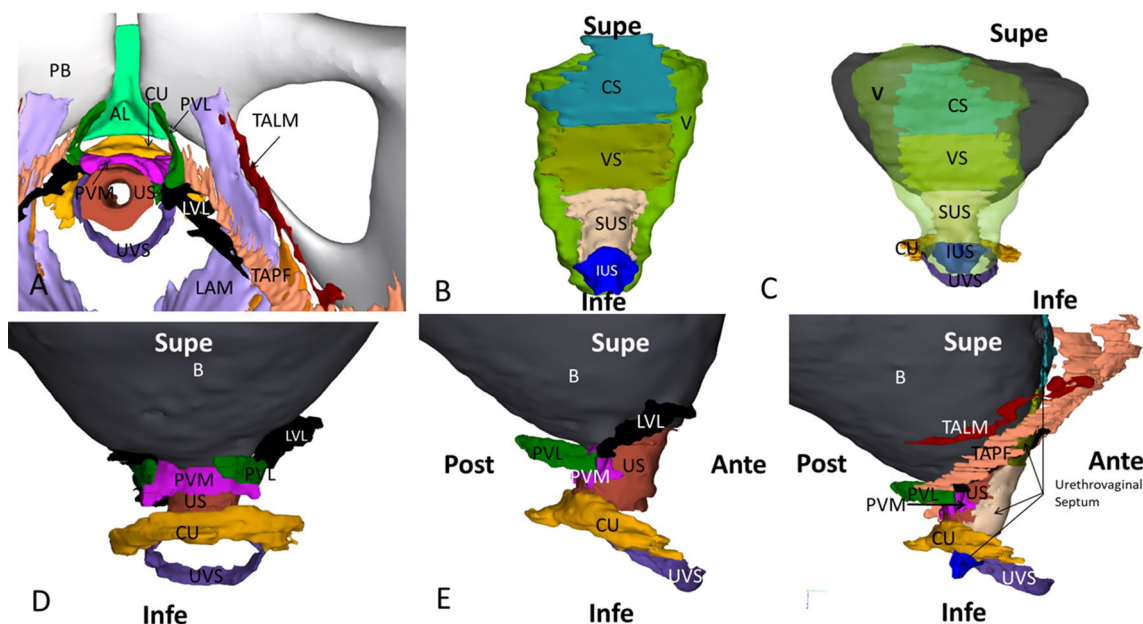 PB
CU
AL
PVL
TALM
PVM
US
LVL
UVS
TAPF
LAM
A
Supe
CS
V
VS
SUS
IUS
B
Infe
Supe
V
CS
VS
SUS
CU
IUS
UVS
C
Infe
Supe
B
LVL
PVL
PVM
US
CU
UVS
D
Infe
Supe
B
LVL
PVL
US
Post
Ante
PVM
CU
UVS
E
Infe
Supe
B
TALM
TAPF
Post
Ante
PVL
US
Urethrovaginal
Septum
PVM
CU
UVS
Infe